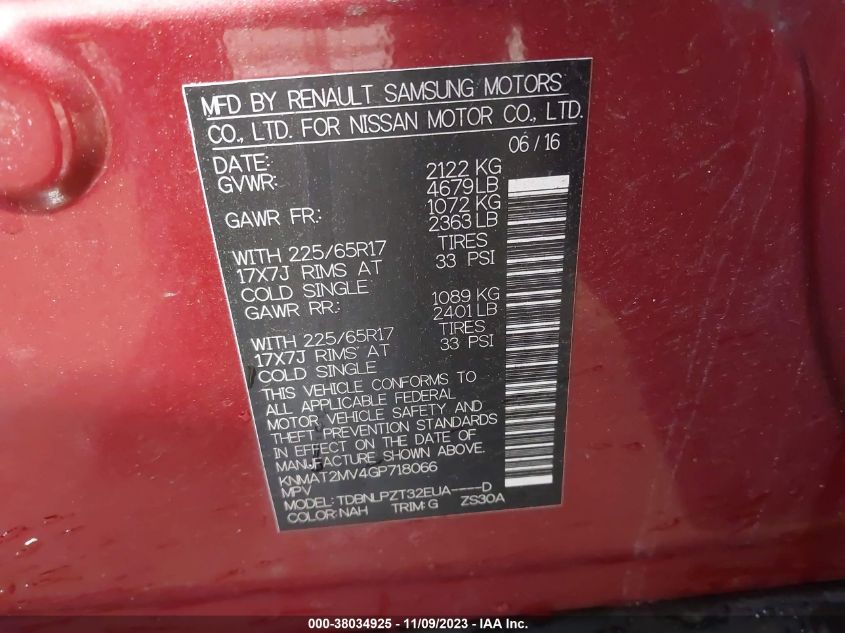 MFD BY RENAULT SAMSUNG MOTORS
CO., LTD. FOR NISSAN MOTOR CO., LTD.
DATE: 06/16
GVWR: 2122 KG
4679 LB
GAWR FR: 1072 KG
2363 LB
WITH 225/65R17 TIRES
17X7J RIMS AT 33 PSI
COLD SINGLE
GAWR RR: 1089 KG
2401 LB
WITH 225/65R17 TIRES
17X7J RIMS AT 33 PSI
COLD SINGLE
THIS VEHICLE CONFORMS TO
ALL APPLICABLE FEDERAL
MOTOR VEHICLE SAFETY AND
THEFT PREVENTION STANDARDS
IN EFFECT ON THE DATE OF
MANUFACTURE SHOWN ABOVE.
KNMAT2MV4GP718066
MPV
MODEL: TDBNLPZT32EUA----D
COLOR: NAH TRIM: G ZS30A
000-38034925 - 11/09/2023 - IAA Inc.